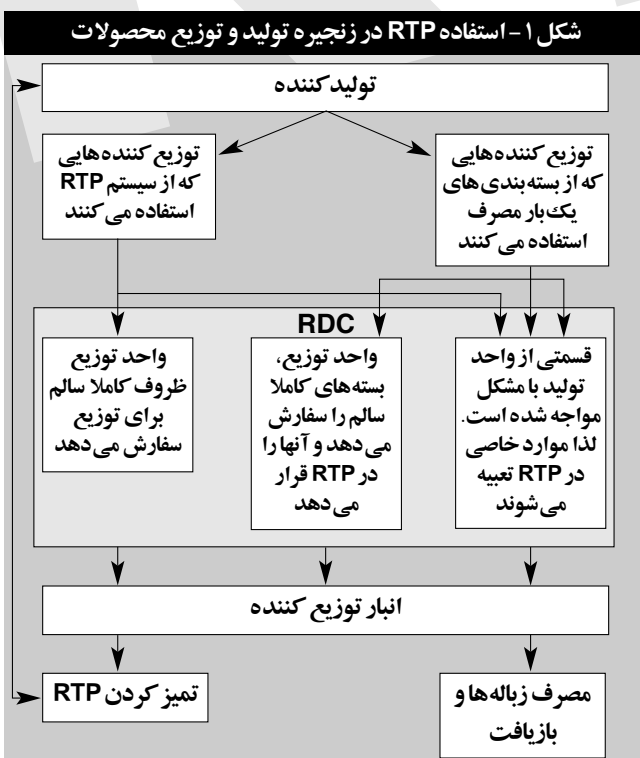 شکل ۱ - استفاده RTP در زنجیره تولید و توزیع محصولات
تولیدکننده
توزیع کننده‌هایی
که از بسته‌بندی‌های
یک‌بار مصرف
استفاده می‌کنند
توزیع کننده‌هایی
که از سیستم RTP
استفاده می‌کنند
RDC
قسمتی از واحد
تولید با مشکل
مواجه شده است.
لذا موارد خاصی
در RTP تعبیه
می‌شوند
واحد توزیع،
بسته‌های کاملا
سالم را سفارش
می‌دهد و آنها را
در RTP قرار
می‌دهد
واحد توزیع
ظروف کاملا سالم
برای توزیع
سفارش می‌دهد
انبار توزیع کننده
مصرف زباله‌ها و
بازیافت
تمیز کردن RTP